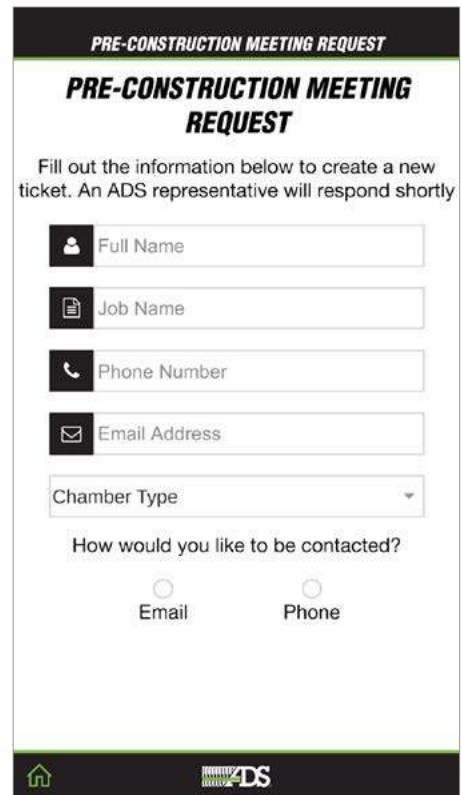 PRE-CONSTRUCTION MEETING REQUEST
PRE-CONSTRUCTION MEETING
REQUEST
Fill out the information below to create a new
ticket. An ADS representative will respond shortly
Full Name
Job Name
Phone Number
Email Address
Chamber Type
How would you like to be contacted?
Email Phone
ADS